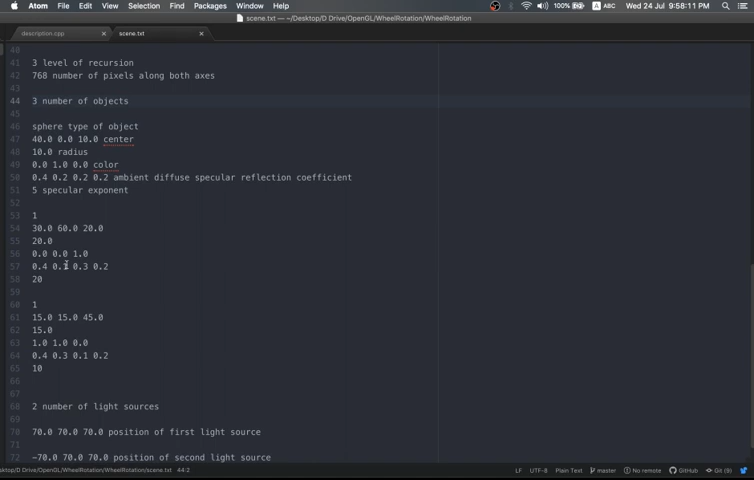 Atom File Edit View Selection Find Packages Window Help 100% ABC Wed 24 Jul 9:58:11 PM
scene.txt — ~/Desktop/D Drive/OpenGL/WheelRotation/WheelRotation
description.cpp scene.txt
40
41 3 level of recursion
42 768 number of pixels along both axes
43
44 3 number of objects
45
46 sphere type of object
47 40.0 0.0 10.0 center
48 10.0 radius
49 0.0 1.0 0.0 color
50 0.4 0.2 0.2 0.2 ambient diffuse specular reflection coefficient
51 5 specular exponent
52
53 1
54 30.0 60.0 20.0
55 20.0
56 0.0 0.0 1.0
57 0.4 0.3 0.2
58 20
59
60 1
61 15.0 15.0 45.0
62 15.0
63 1.0 1.0 0.0
64 0.4 0.3 0.1 0.2
65 10
66
67
68 2 number of light sources
69
70 70.0 70.0 70.0 position of first light source
71
72 -70.0 70.0 70.0 position of second light source
sktop/D Drive/OpenGL/WheelRotation/WheelRotation/scene.txt 44:2 LF UTF-8 Plain Text master No remote GitHub Git (9)